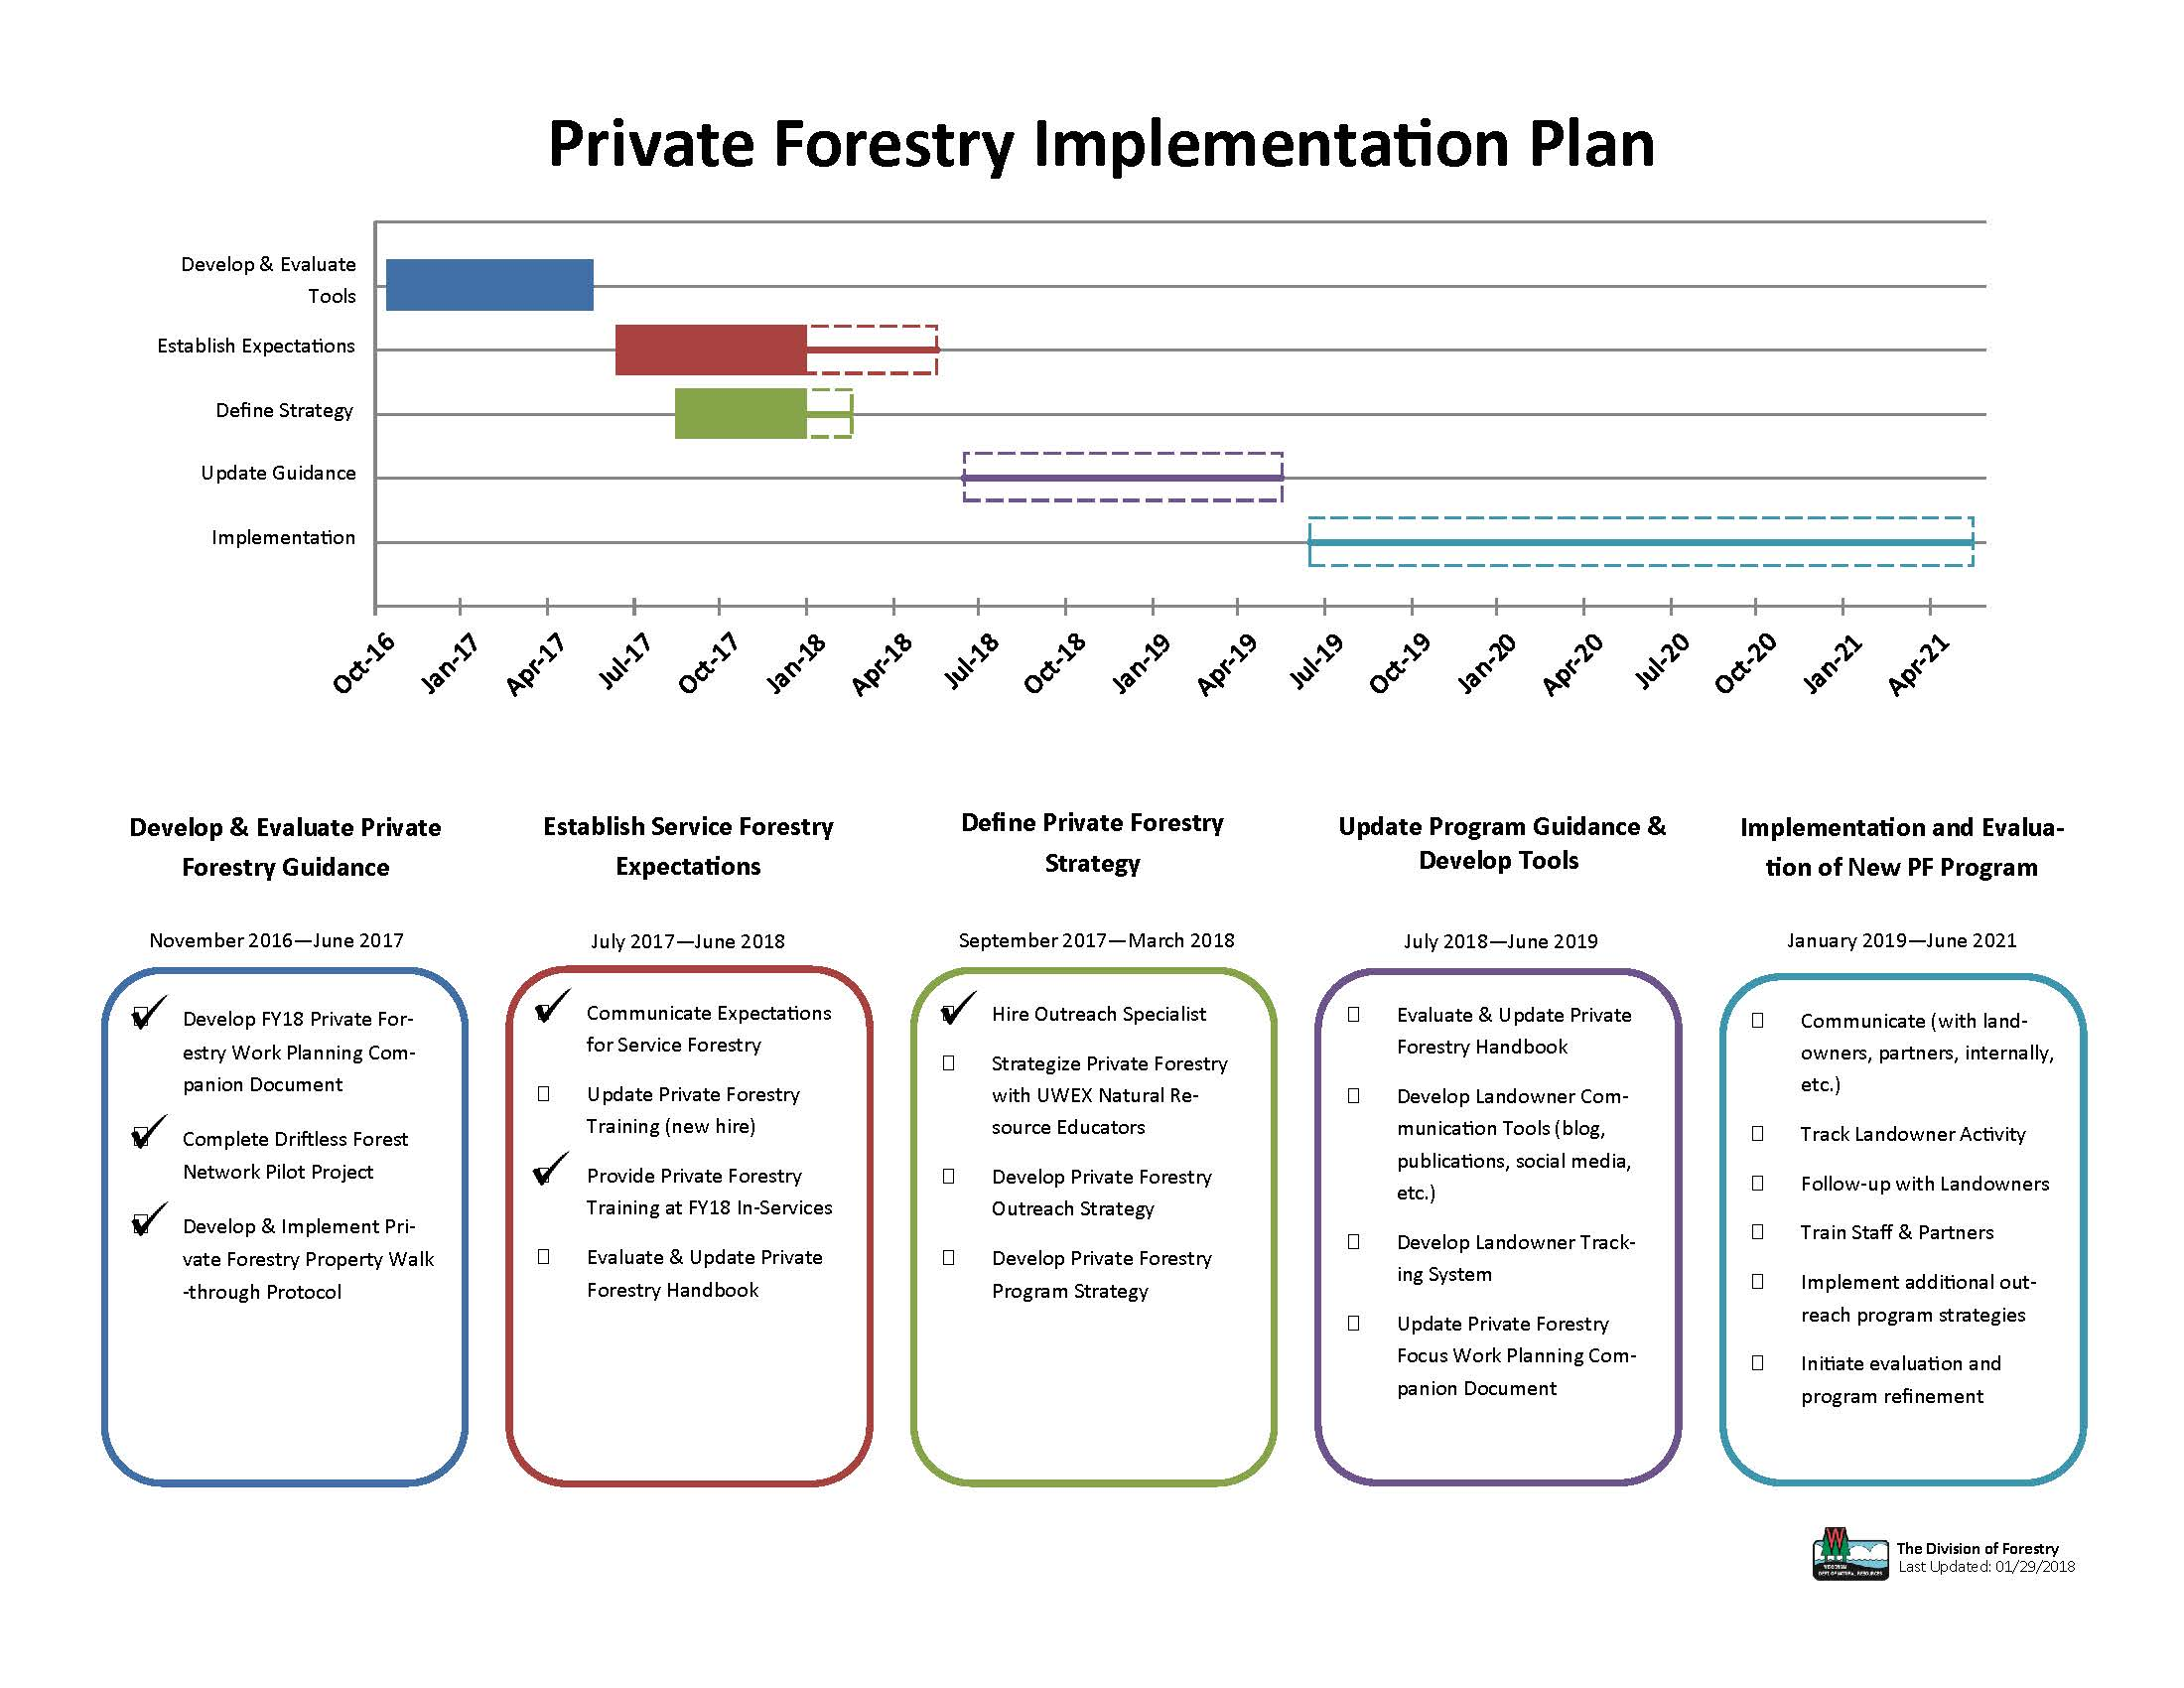 Private Forestry Implementation Plan
Develop & Evaluate
Tools
Establish Expectations
Define Strategy
Update Guidance
Implementation
Oct-16
Jan-17
Apr-17
Jul-17
Oct-17
Jan-18
Apr-18
Jul-18
Oct-18
Jan-19
Apr-19
Jul-19
Oct-19
Jan-20
Apr-20
Jul-20
Oct-20
Jan-21
Apr-21
Develop & Evaluate Private
Forestry Guidance
November 2016—June 2017
Develop FY18 Private For-
estry Work Planning Com-
panion Document
Complete Driftless Forest
Network Pilot Project
Develop & Implement Pri-
vate Forestry Property Walk
-through Protocol
Establish Service Forestry
Expectations
July 2017—June 2018
Communicate Expectations
for Service Forestry
Update Private Forestry
Training (new hire)
Provide Private Forestry
Training at FY18 In-Services
Evaluate & Update Private
Forestry Handbook
Define Private Forestry
Strategy
September 2017—March 2018
Hire Outreach Specialist
Strategize Private Forestry
with UWEX Natural Re-
source Educators
Develop Private Forestry
Outreach Strategy
Develop Private Forestry
Program Strategy
Update Program Guidance &
Develop Tools
July 2018—June 2019
Evaluate & Update Private
Forestry Handbook
Develop Landowner Com-
munication Tools (blog,
publications, social media,
etc.)
Develop Landowner Track-
ing System
Update Private Forestry
Focus Work Planning Com-
panion Document
Implementation and Evalua-
tion of New PF Program
January 2019—June 2021
Communicate (with land-
owners, partners, internally,
etc.)
Track Landowner Activity
Follow-up with Landowners
Train Staff & Partners
Implement additional out-
reach program strategies
Initiate evaluation and
program refinement
W
WISCONSIN
DEPT. OF NATURAL RESOURCES
The Division of Forestry
Last Updated: 01/29/2018